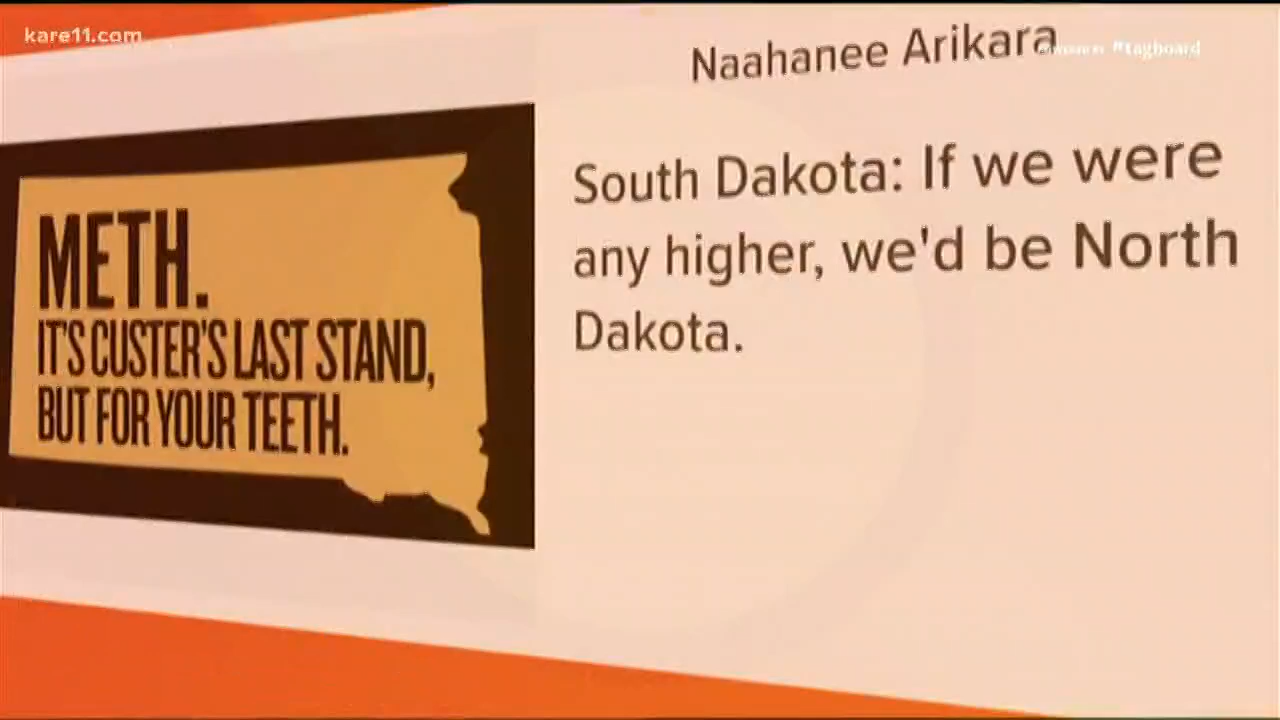 kare11.com
Naahanee Arikara
#tagboard
METH.
IT'S CUSTER'S LAST STAND,
BUT FOR YOUR TEETH.
South Dakota: If we were
any higher, we'd be North
Dakota.